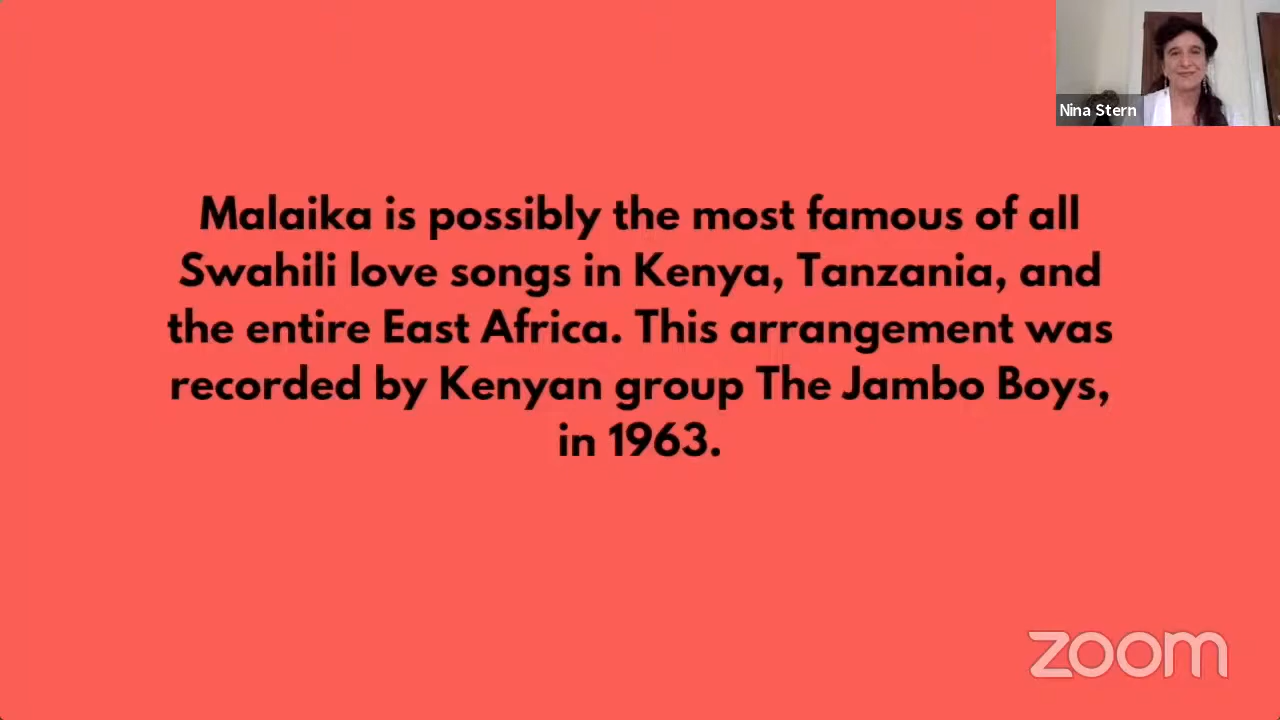 Nina Stern
Malaika is possibly the most famous of all
Swahili love songs in Kenya, Tanzania, and
the entire East Africa. This arrangement was
recorded by Kenyan group The Jambo Boys,
in 1963.
zoom